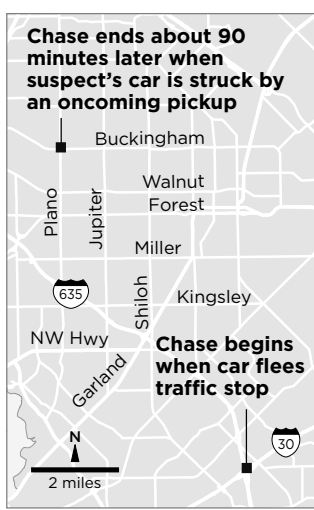 Chase ends about 90
minutes later when
suspect's car is struck by
an oncoming pickup
Buckingham
Walnut
Forest
Plano
Jupiter
Miller
635
Shiloh
Kingsley
NW Hwy
Garland
Chase begins
when car flees
traffic stop
30
N
2 miles